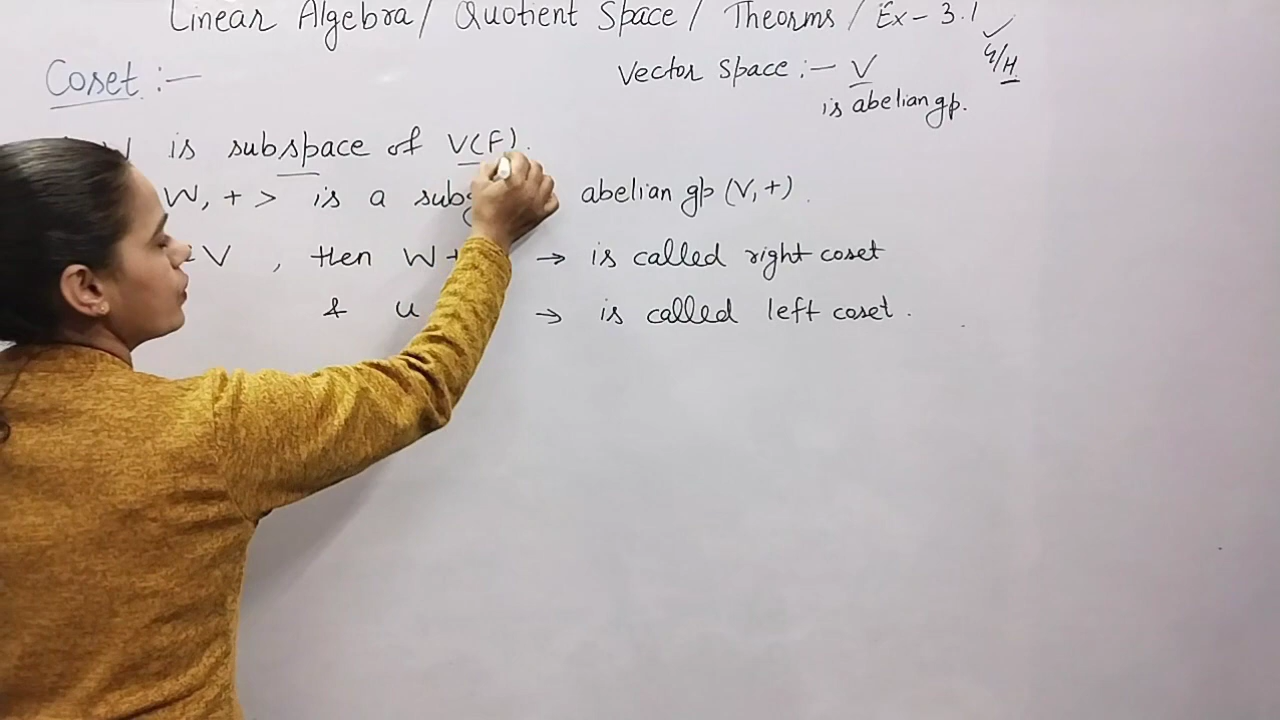 Linear Algebra/ Quotient Space/ Theorms/ Ex-3.1
Coset :-
Vector Space :- V
is abelian gp.
G/H
W is subspace of V(F).
W, + > is a subg abelian gp (V,+).
V , then W+ → is called right coset
& u → is called left coset.